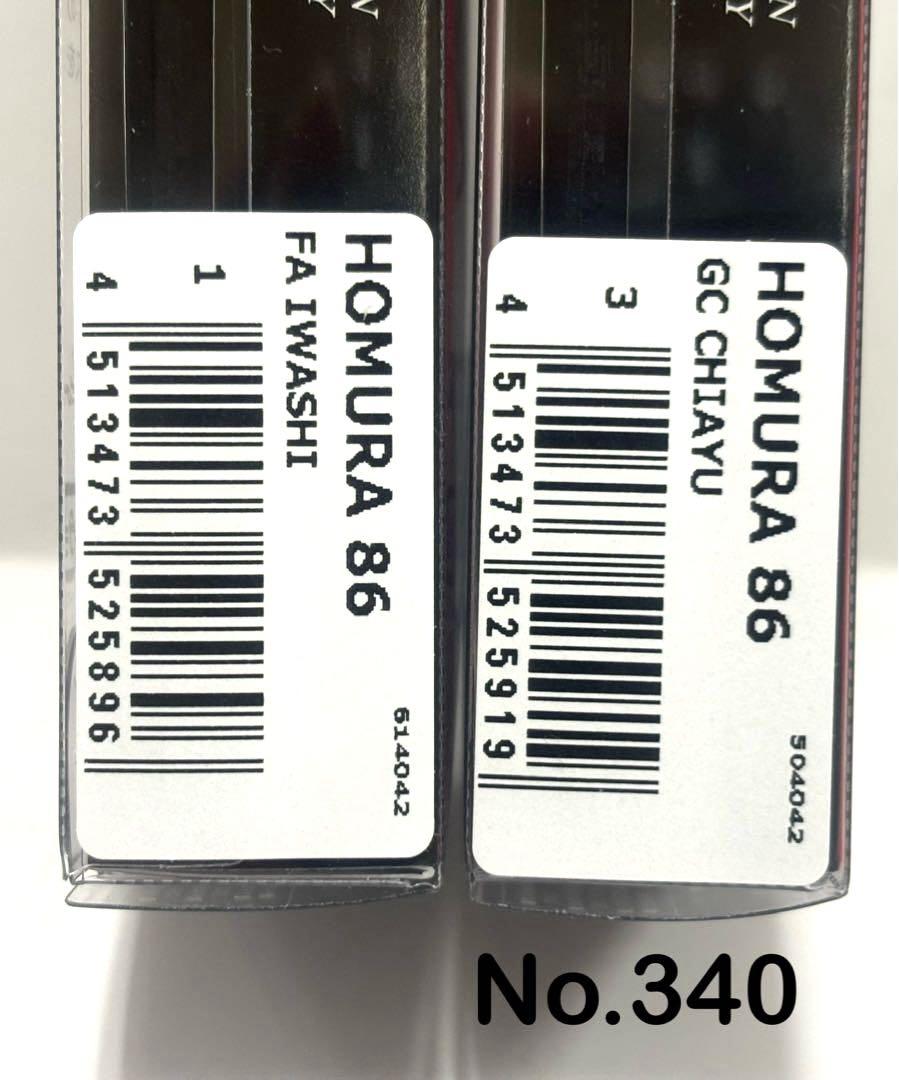 N
Y
HOMURA 86
FA IWASHI
1
4 513473 525896
614042
N
Y
HOMURA 86
GC CHIAYU
3
4 513473 525919
504042
No.340